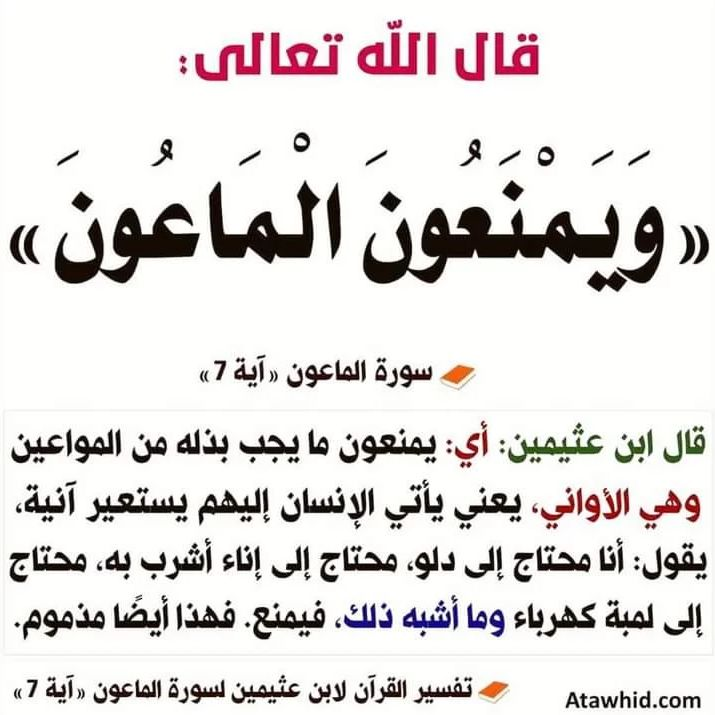 قال الله تعالى:
«وَيَمْنَعُونَ الْمَاعُونَ»
سورة الماعون «آية 7»
قال ابن عثيمين: أي: يمنعون ما يجب بذله من المواعين
وهي الأواني، يعني يأتي الإنسان إليهم يستعير آنية،
يقول: أنا محتاج إلى دلو، محتاج إلى إناء أشرب به، محتاج
إلى لمبة كهرباء وما أشبه ذلك، فيمنع. فهذا أيضًا مذموم.
تفسير القرآن لابن عثيمين لسورة الماعون «آية 7»
Atawhid.com